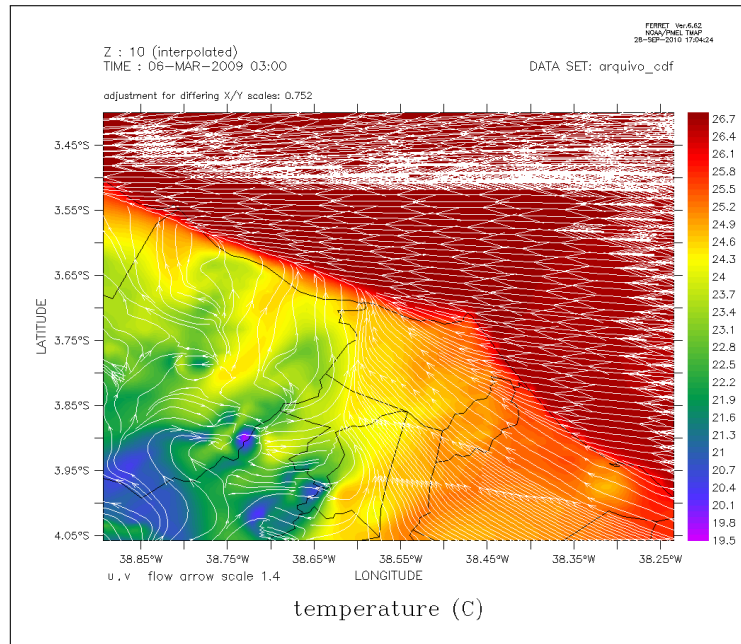 FERRET Ver.6.62
NOAA/PMEL TMAP
28-SEP-2010 17:04:24
Z : 10 (interpolated)
TIME : 06-MAR-2009 03:00
DATA SET: arquivo_cdf
adjustment for differing X/Y scales: 0.752
3.45°S
3.55°S
3.65°S
3.75°S
3.85°S
3.95°S
4.05°S
LATITUDE
26.7
26.4
26.1
25.8
25.5
25.2
24.9
24.6
24.3
24.0
23.7
23.4
23.1
22.8
22.5
22.2
21.9
21.6
21.3
21.0
20.7
20.4
20.1
19.8
19.5
38.85°W
38.75°W
38.65°W
38.55°W
38.45°W
38.35°W
38.25°W
LONGITUDE
u,v flow arrow scale 1.4
temperature (C)